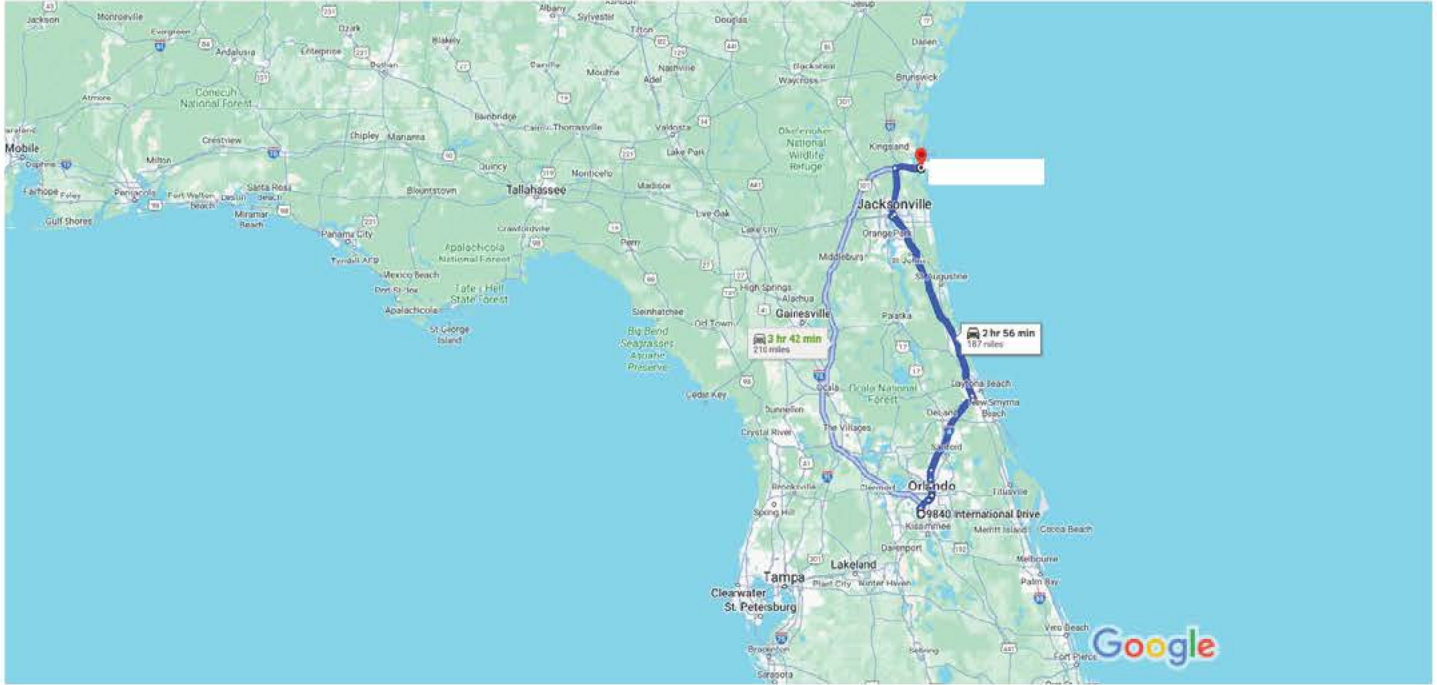 Jackson
Monroeville
Albany
Sylvester
Douglas
Jesup
Evergreen
Ozark
Tifton
Darien
Andalusia
Enterprise
Blakely
Camilla
Nashville
Blackshear
Dothan
Moultrie
Adel
Waycross
Brunswick
Atmore
Conecuh
National Forest
Bainbridge
Cairo
Thomasville
Valdosta
Okefenokee
National
Wildlife
Refuge
Kingsland
Crestview
Chipley
Marianna
Lake Park
Mobile
Daphne
Milton
Quincy
Monticello
Fairhope
Foley
Pensacola
Fort Walton
Beach
Destin
Santa Rosa
Beach
Blountstown
Tallahassee
Madison
Jacksonville
Gulf Shores
Miramar
Beach
Live Oak
Lake City
Orange Park
Panama City
Crawfordville
Perry
Middleburg
St Johns
Tyndall AFB
Apalachicola
National Forest
St. Augustine
Mexico Beach
Port St Joe
Tate's Hell
State Forest
High Springs
Alachua
Apalachicola
Steinhatchee
Old Town
Gainesville
Palatka
St George
Island
Big Bend
Seagrasses
Aquatic
Preserve
3 hr 42 min
210 miles
2 hr 56 min
187 miles
Cedar Key
Ocala
Ocala National
Forest
Daytona Beach
Dunnellon
DeLand
New Smyrna
Beach
Crystal River
The Villages
Sanford
Brooksville
Clermont
Orlando
Titusville
Spring Hill
9840 International Drive
Kissimmee
Merritt Island
Cocoa Beach
Davenport
Melbourne
Lakeland
Tampa
Plant City
Winter Haven
Palm Bay
Clearwater
St. Petersburg
Vero Beach
Bradenton
Sebring
Fort Pierce
Sarasota
Google